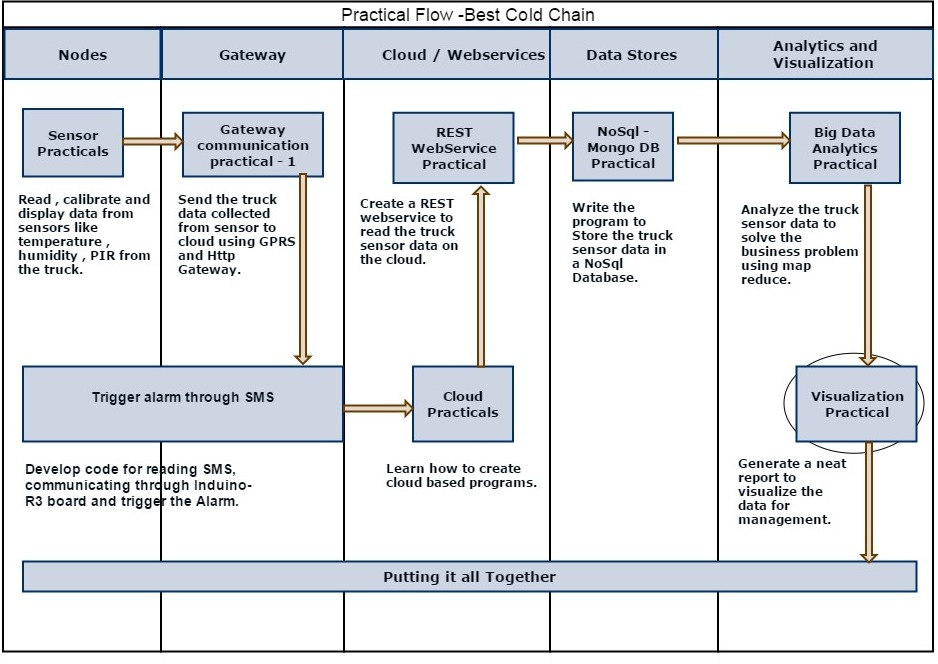 Practical Flow -Best Cold Chain
Nodes
Gateway
Cloud / Webservices
Data Stores
Analytics and
Visualization
Sensor
Practicals
Gateway
communication
practical - 1
REST
WebService
Practical
NoSql -
Mongo DB
Practical
Big Data
Analytics
Practical
Read , calibrate and
display data from
sensors like
temperature ,
humidity , PIR from
the truck.
Send the truck
data collected
from sensor to
cloud using GPRS
and Http
Gateway.
Create a REST
webservice to
read the truck
sensor data on
the cloud.
Write the
program to
Store the truck
sensor data in
a NoSql
Database.
Analyze the truck
sensor data to
solve the
business problem
using map
reduce.
Trigger alarm through SMS
Cloud
Practicals
Visualization
Practical
Develop code for reading SMS,
communicating through Induino-
R3 board and trigger the Alarm.
Learn how to create
cloud based programs.
Generate a neat
report to
visualize the
data for
management.
Putting it all Together